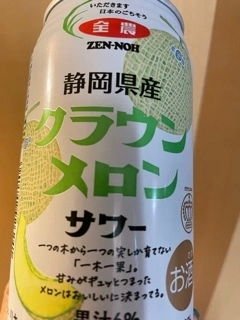 いただきます
日本のごちそう
全農
ZEN-NOH
静岡県産
クラウン
メロン
サワー
一つの木から一つの実しか育てない
「一木一果」。
甘みがギュッとつまった
メロンはおいしいに決まってる。
お酒
果汁6%